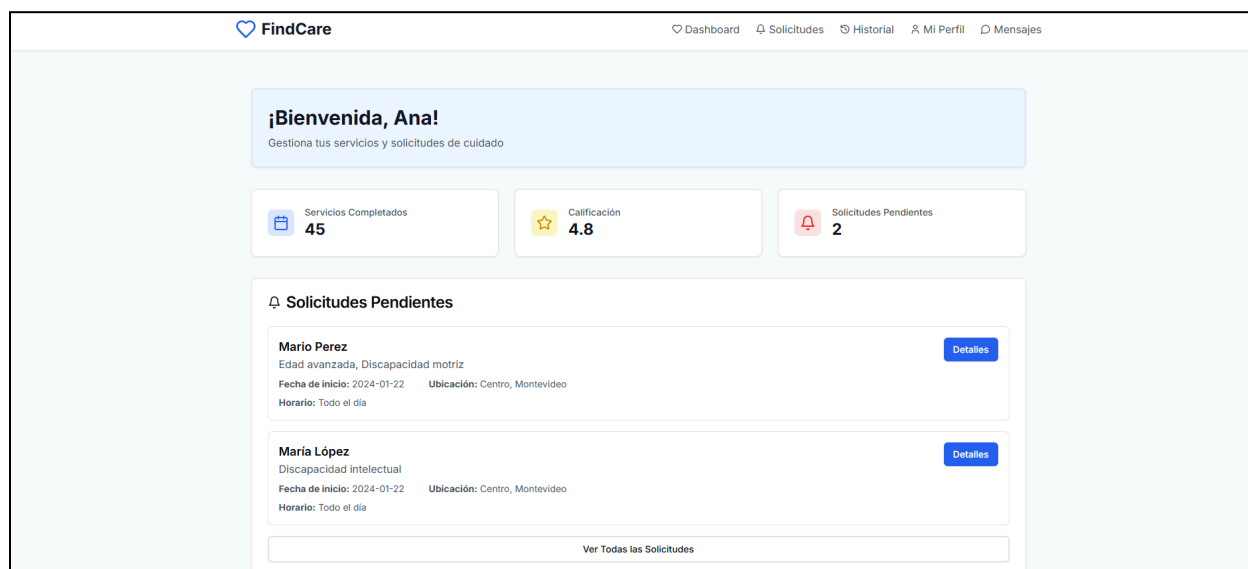 FindCare
Dashboard Solicitudes Historial Mi Perfil Mensajes
¡Bienvenida, Ana!
Gestiona tus servicios y solicitudes de cuidado
Servicios Completados
45
Calificación
4.8
Solicitudes Pendientes
2
Solicitudes Pendientes
Mario Perez
Detalles
Edad avanzada, Discapacidad motriz
Fecha de inicio: 2024-01-22 Ubicación: Centro, Montevideo
Horario: Todo el día
María López
Detalles
Discapacidad intelectual
Fecha de inicio: 2024-01-22 Ubicación: Centro, Montevideo
Horario: Todo el día
Ver Todas las Solicitudes